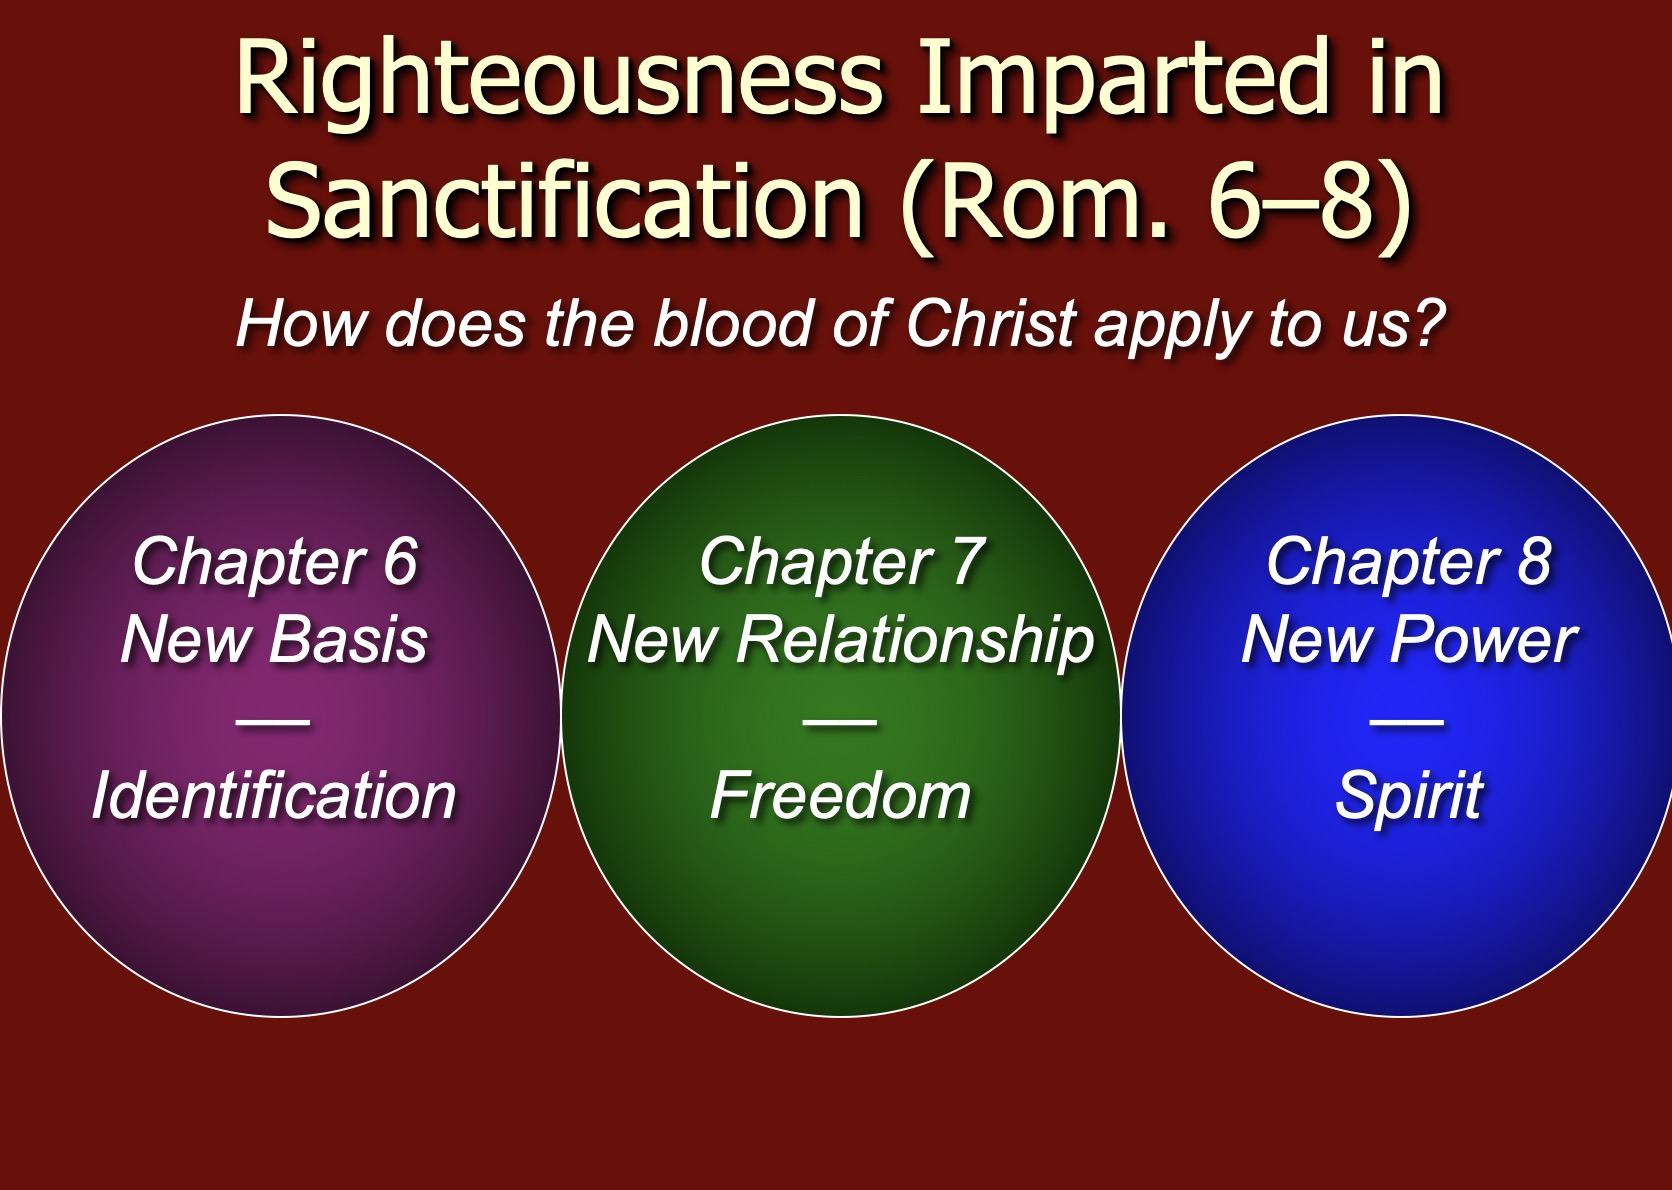 Righteousness Imparted in
Sanctification (Rom. 6–8)
How does the blood of Christ apply to us?
Chapter 6
New Basis
—
Identification
Chapter 7
New Relationship
—
Freedom
Chapter 8
New Power
—
Spirit